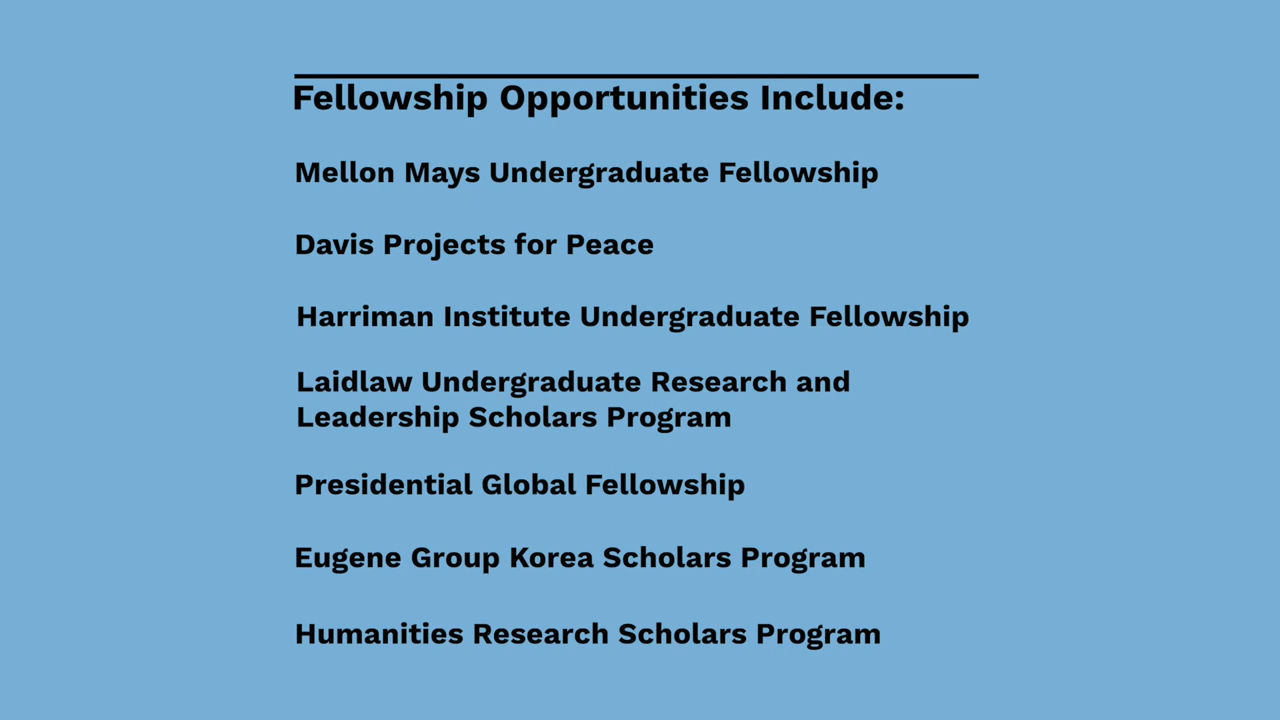 Fellowship Opportunities Include:
Mellon Mays Undergraduate Fellowship
Davis Projects for Peace
Harriman Institute Undergraduate Fellowship
Laidlaw Undergraduate Research and
Leadership Scholars Program
Presidential Global Fellowship
Eugene Group Korea Scholars Program
Humanities Research Scholars Program